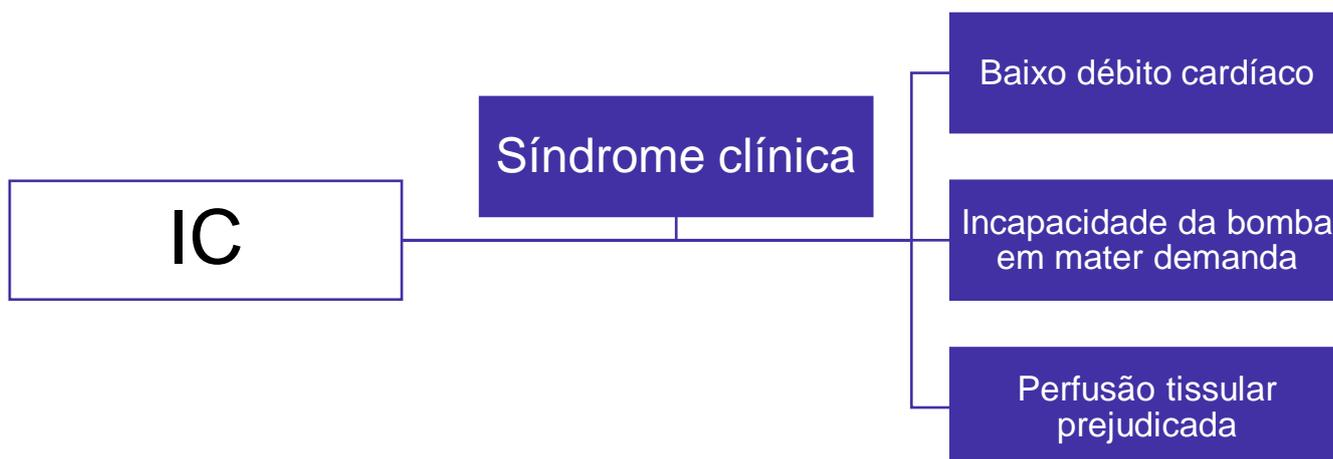 IC
Síndrome clínica
Baixo débito cardíaco
Incapacidade da bomba
em mater demanda
Perfusão tissular
prejudicada